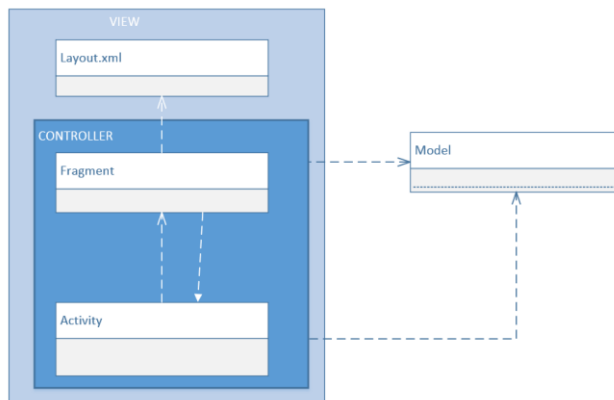 VIEW
Layout.xml
CONTROLLER
Fragment
Model
Activity